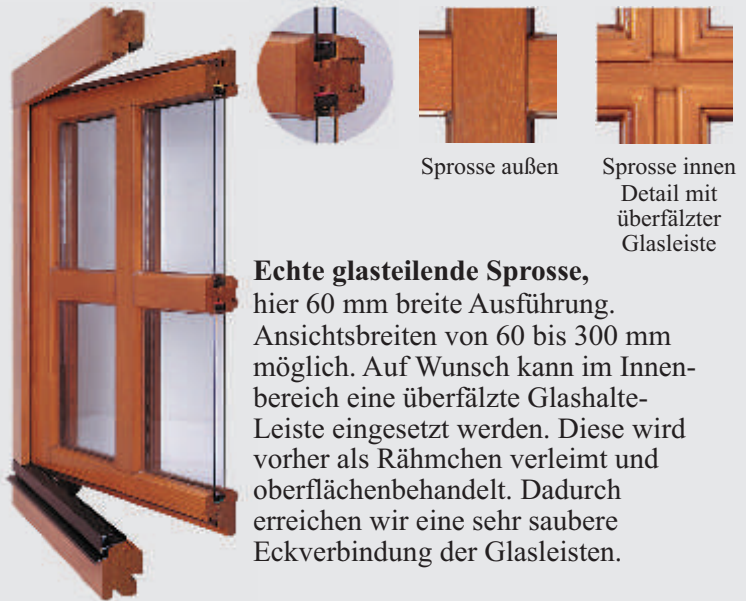 Sprosse außen
Sprosse innen
Detail mit
überfälzter
Glasleiste
Echte glasteilende Sprosse,
hier 60 mm breite Ausführung.
Ansichtsbreiten von 60 bis 300 mm
möglich. Auf Wunsch kann im Innen-
bereich eine überfälzte Glashalte-
Leiste eingesetzt werden. Diese wird
vorher als Rähmchen verleimt und
oberflächenbehandelt. Dadurch
erreichen wir eine sehr saubere
Eckverbindung der Glasleisten.